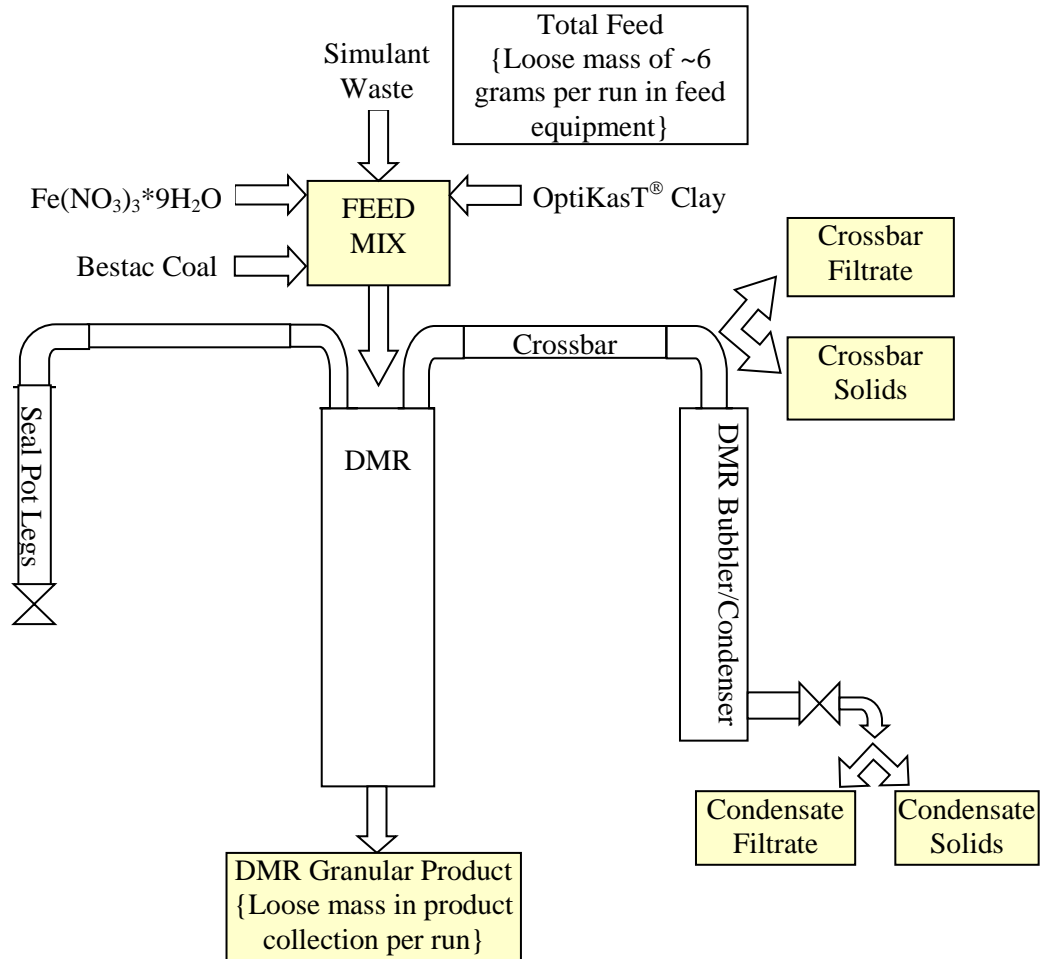 Total Feed
{Loose mass of ~6
grams per run in feed
equipment}
Simulant
Waste
Fe(NO₃)₃*9H₂O
OptiKasT® Clay
FEED
MIX
Bestac Coal
Crossbar
Filtrate
Crossbar
Crossbar
Solids
Seal Pot Legs
DMR
DMR Bubbler/Condenser
Condensate
Filtrate
Condensate
Solids
DMR Granular Product
{Loose mass in product
collection per run}